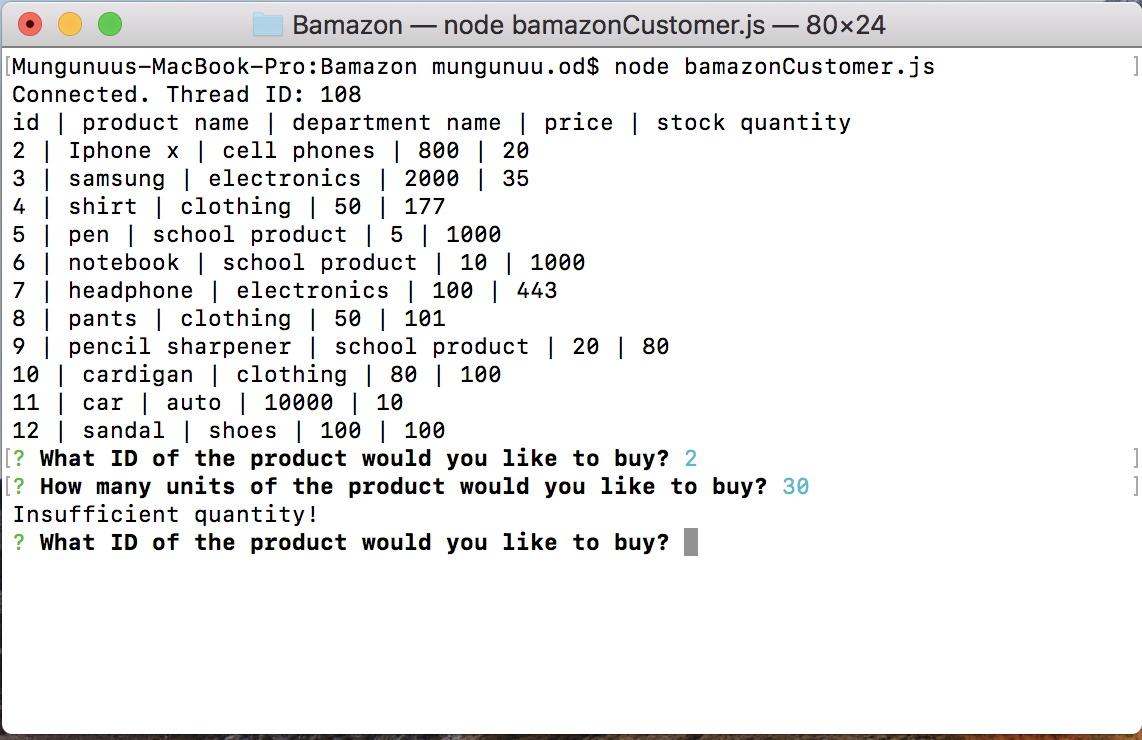 Bamazon — node bamazonCustomer.js — 80×24
[Mungunuus-MacBook-Pro:Bamazon mungunuu.od$ node bamazonCustomer.js ]
Connected. Thread ID: 108
id | product name | department name | price | stock quantity
2 | Iphone x | cell phones | 800 | 20
3 | samsung | electronics | 2000 | 35
4 | shirt | clothing | 50 | 177
5 | pen | school product | 5 | 1000
6 | notebook | school product | 10 | 1000
7 | headphone | electronics | 100 | 443
8 | pants | clothing | 50 | 101
9 | pencil sharpener | school product | 20 | 80
10 | cardigan | clothing | 80 | 100
11 | car | auto | 10000 | 10
12 | sandal | shoes | 100 | 100
[? What ID of the product would you like to buy? 2 ]
[? How many units of the product would you like to buy? 30 ]
Insufficient quantity!
? What ID of the product would you like to buy?